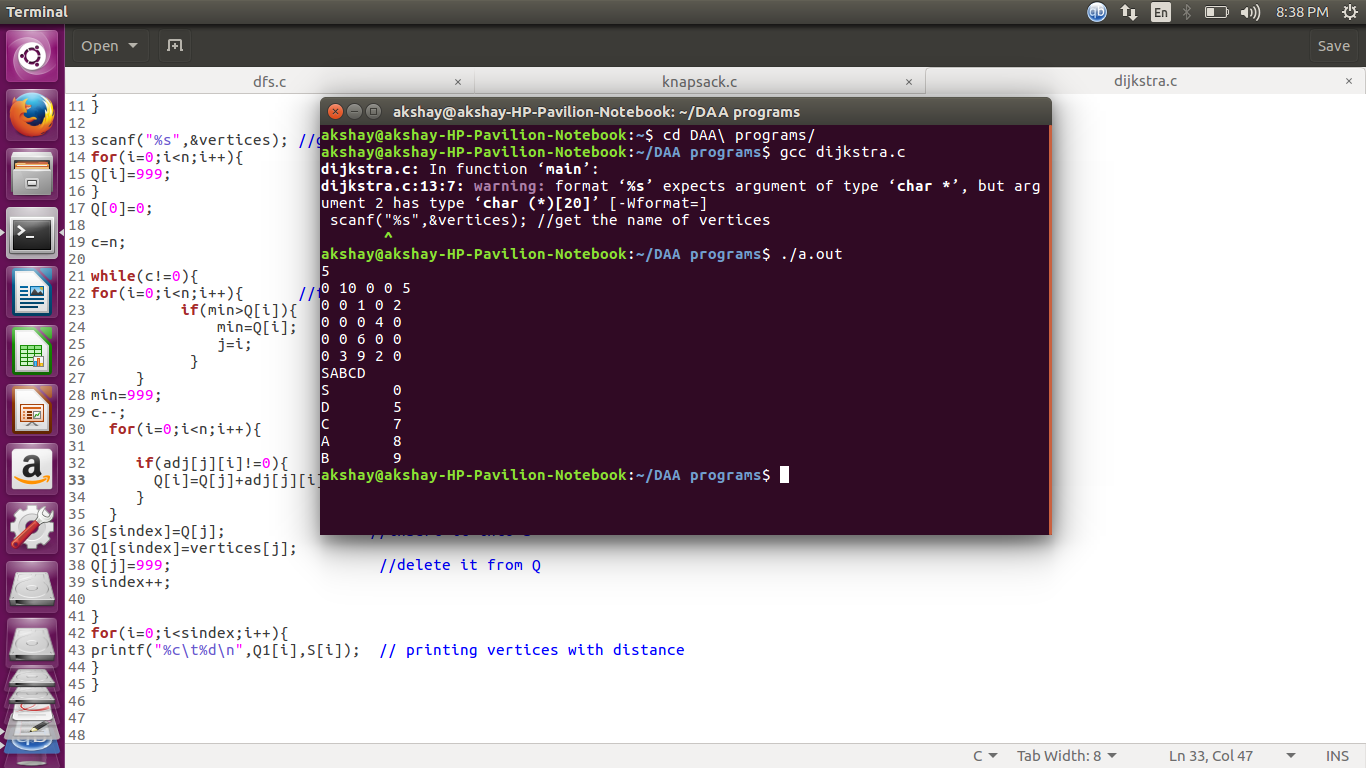 Terminal
En
8:38 PM
Open
Save
dfs.c × knapsack.c × dijkstra.c ×
akshay@akshay-HP-Pavilion-Notebook: ~/DAA programs
akshay@akshay-HP-Pavilion-Notebook:~$ cd DAA\ programs/
akshay@akshay-HP-Pavilion-Notebook:~/DAA programs$ gcc dijkstra.c
dijkstra.c: In function ‘main’:
dijkstra.c:13:7: warning: format ‘%s’ expects argument of type ‘char *’, but arg
ument 2 has type ‘char (*)[20]’ [-Wformat=]
scanf("%s",&vertices); //get the name of vertices
^
akshay@akshay-HP-Pavilion-Notebook:~/DAA programs$ ./a.out
5
0 10 0 0 5
0 0 1 0 2
0 0 0 4 0
0 0 6 0 0
0 3 9 2 0
SABCD
S 0
D 5
C 7
A 8
B 9
akshay@akshay-HP-Pavilion-Notebook:~/DAA programs$
11 }
12
13 scanf("%s",&vertices); //
14 for(i=0;i<n;i++){
15 Q[i]=999;
16 }
17 Q[0]=0;
18
19 c=n;
20
21 while(c!=0){
22 for(i=0;i<n;i++){ //
23 if(min>Q[i]){
24 min=Q[i];
25 j=i;
26 }
27 }
28 min=999;
29 c--;
30 for(i=0;i<n;i++){
31
32 if(adj[j][i]!=0){
33 Q[i]=Q[j]+adj[j][i]
34 }
35 }
36 S[sindex]=Q[j];
37 Q1[sindex]=vertices[j];
38 Q[j]=999; //delete it from Q
39 sindex++;
40
41 }
42 for(i=0;i<sindex;i++){
43 printf("%c\t%d\n",Q1[i],S[i]); // printing vertices with distance
44 }
45 }
46
47
48
C Tab Width: 8 Ln 33, Col 47 INS